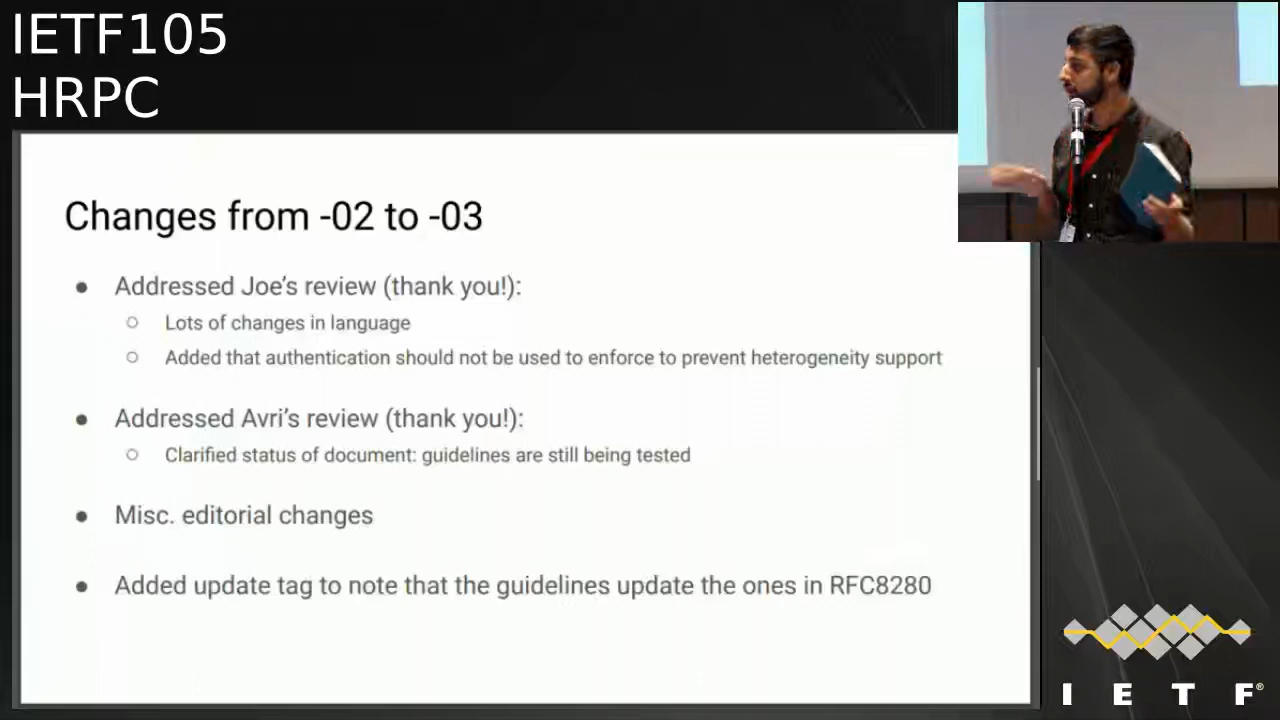 IETF105
HRPC
Changes from -02 to -03
● Addressed Joe's review (thank you!):
○ Lots of changes in language
○ Added that authentication should not be used to enforce to prevent heterogeneity support
● Addressed Avri's review (thank you!):
○ Clarified status of document: guidelines are still being tested
● Misc. editorial changes
● Added update tag to note that the guidelines update the ones in RFC8280
I E T F®